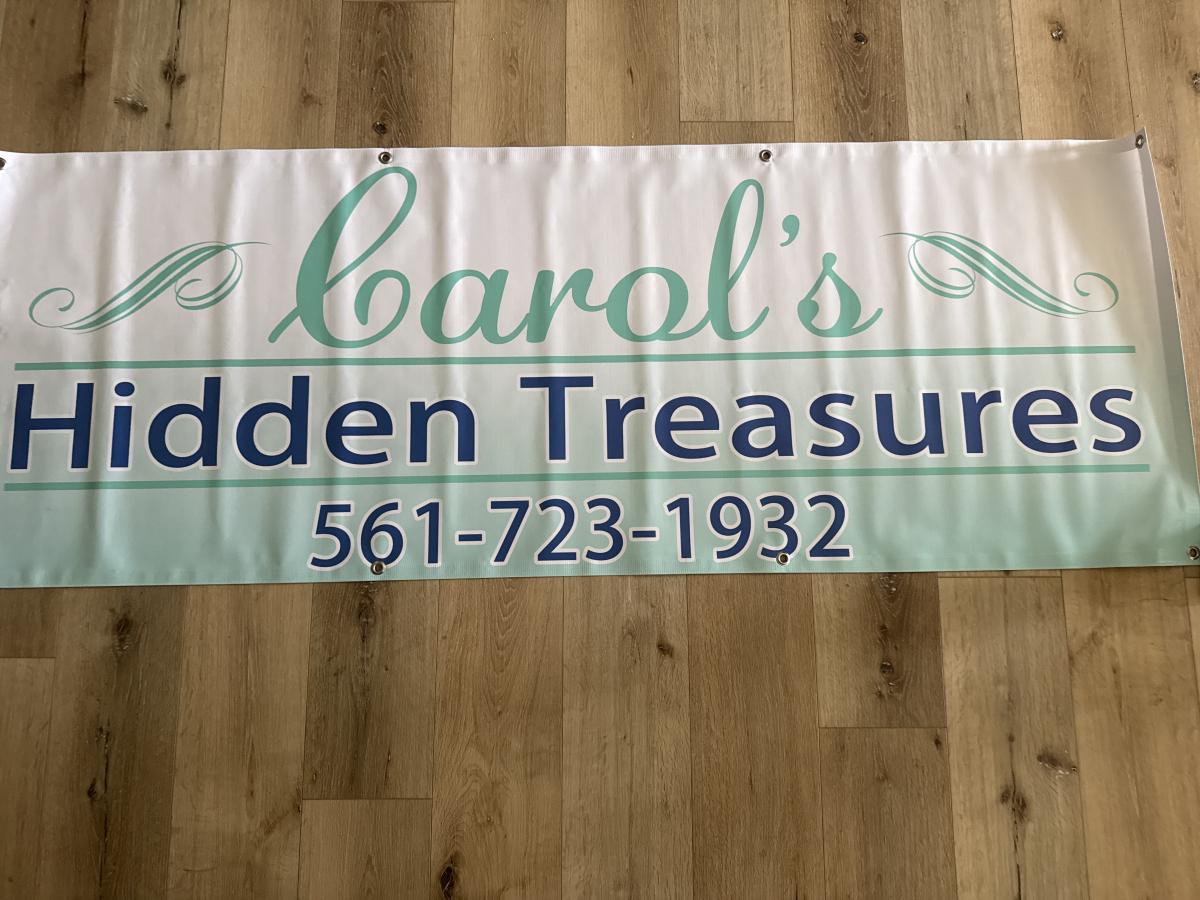 Carol's
Hidden Treasures
561-723-1932